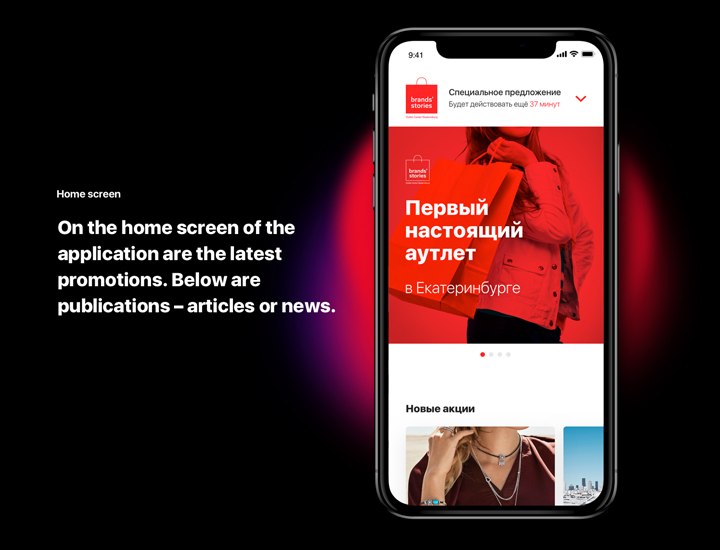 Home screen
On the home screen of the
application are the latest
promotions. Below are
publications – articles or news.
9:41
brands'
stories
Специальное предложение
Будет действовать ещё 37 минут
brands'
stories
Первый
настоящий
аутлет
в Екатеринбурге
Новые акции